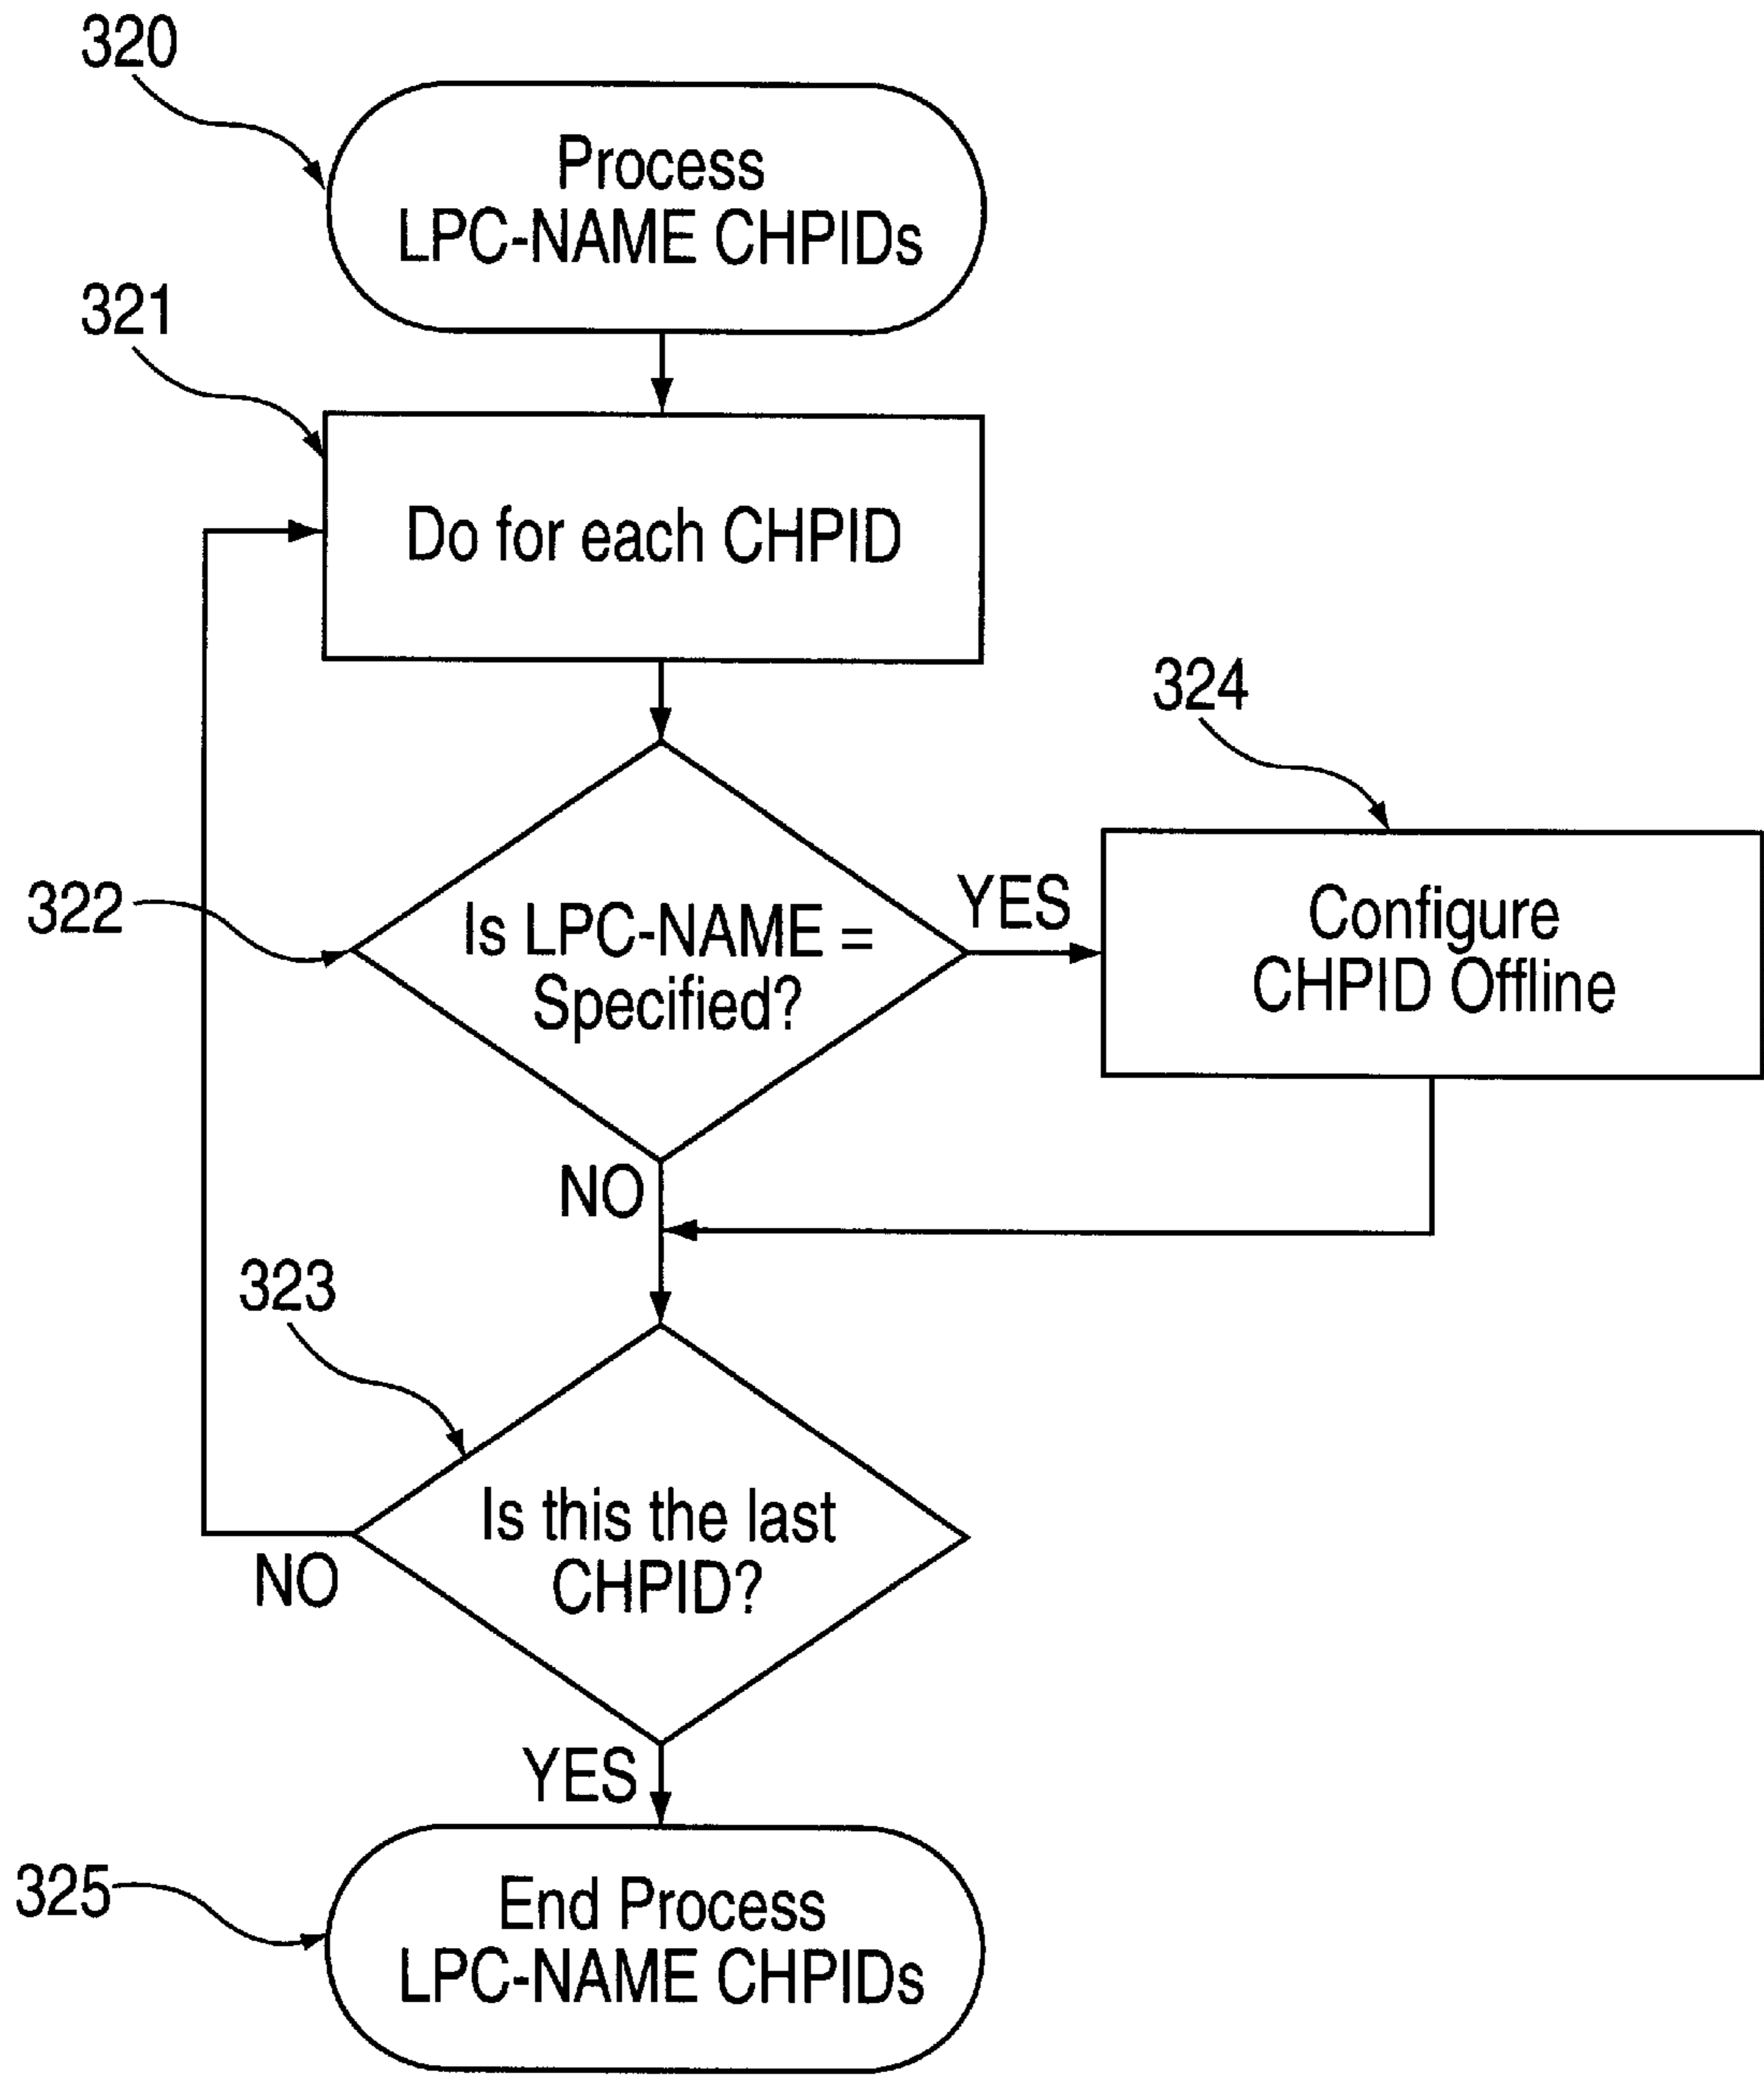 320
Process
LPC-NAME CHPIDs
321
Do for each CHPID
324
322
Is LPC-NAME =
Specified?
YES
Configure
CHPID Offline
NO
323
Is this the last
CHPID?
NO
YES
325
End Process
LPC-NAME CHPIDs